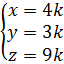 x = 4k
y = 3k
z = 9k